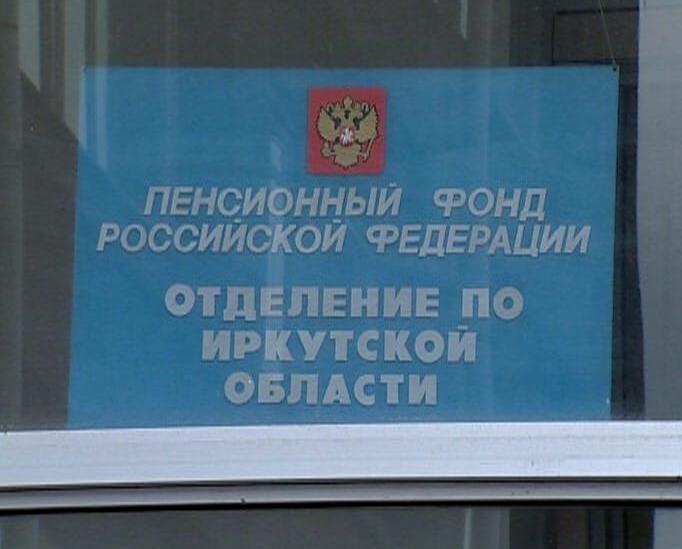 ПЕНСИОННЫЙ ФОНД
РОССИЙСКОЙ ФЕДЕРАЦИИ
ОТДЕЛЕНИЕ ПО
ИРКУТСКОЙ
ОБЛАСТИ